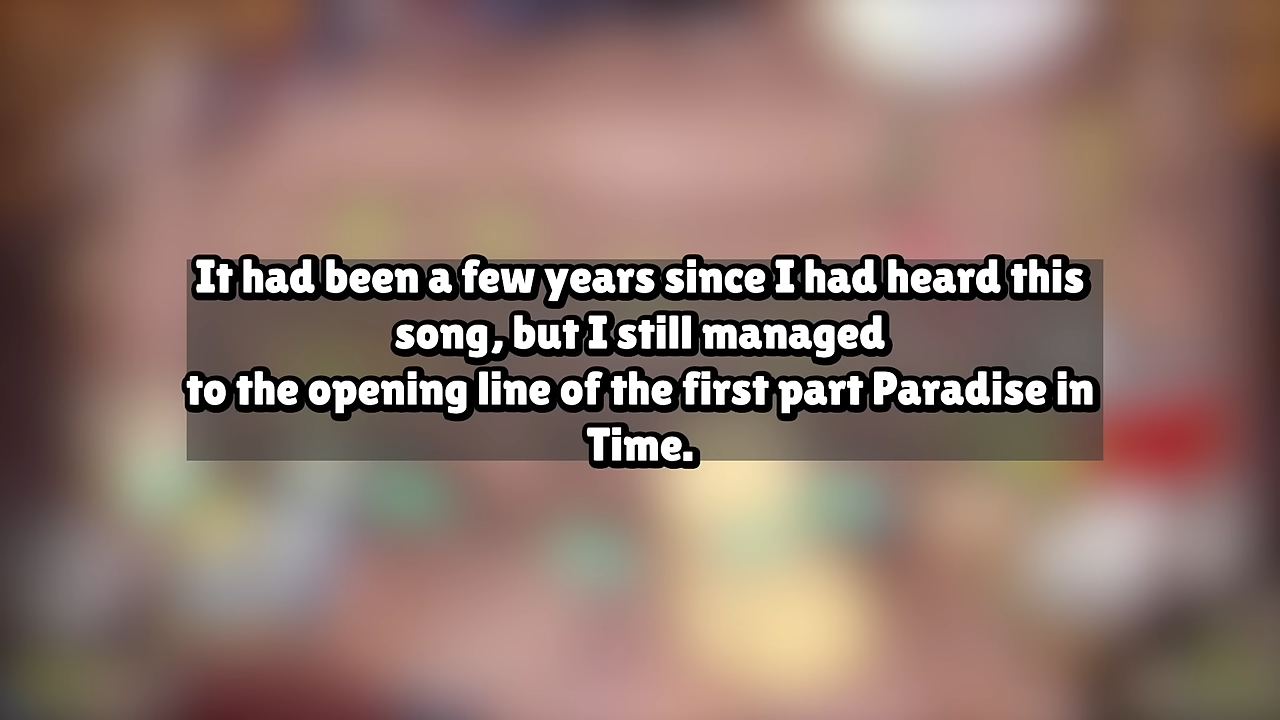 It had been a few years since I had heard this
song, but I still managed
to the opening line of the first part Paradise in
Time.